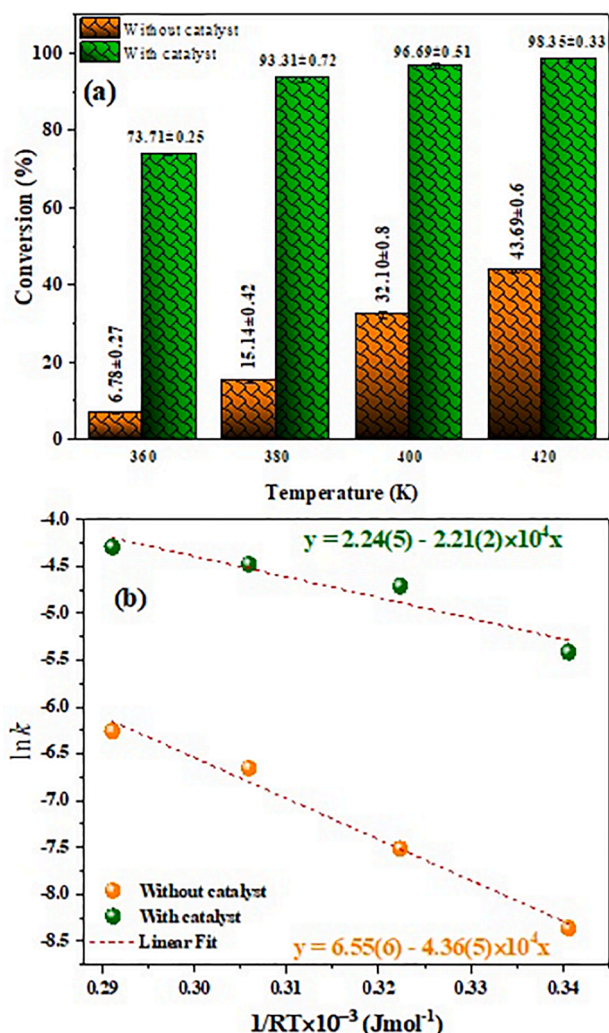 Without catalyst
With catalyst
(a)
73.71±0.25
93.31±0.72
96.69±0.51
98.35±0.33
6.78±0.27
15.14±0.42
32.10±0.8
43.69±0.6
100
80
60
40
20
0
Conversion (%)
360
380
400
420
Temperature (K)
-4.0
-4.5
-5.0
-5.5
-6.0
-6.5
-7.0
-7.5
-8.0
-8.5
lnk
y = 2.24(5) - 2.21(2)×10⁴x
(b)
Without catalyst
With catalyst
Linear Fit
y = 6.55(6) - 4.36(5)×10⁴x
0.29
0.30
0.31
0.32
0.33
0.34
1/RT×10⁻³ (Jmol⁻¹)